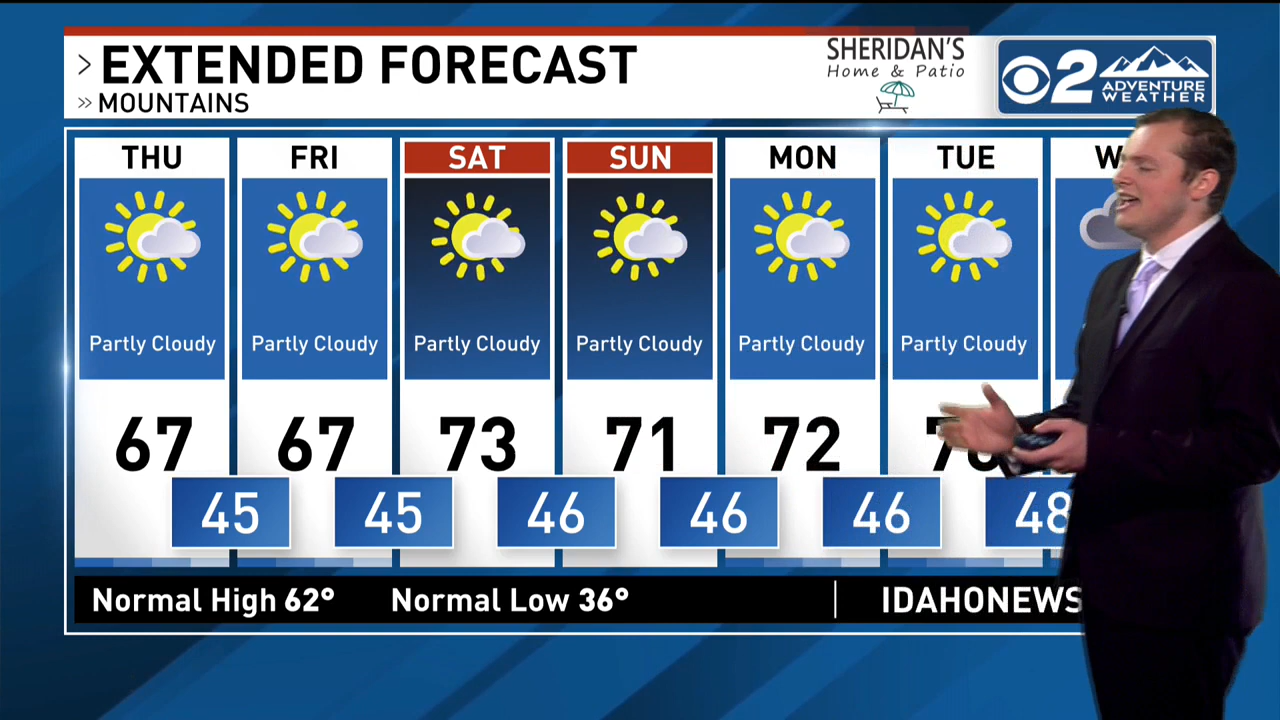 > EXTENDED FORECAST
» MOUNTAINS
SHERIDAN'S
Home & Patio
2 ADVENTURE
WEATHER
THU FRI SAT SUN MON TUE
Partly Cloudy Partly Cloudy Partly Cloudy Partly Cloudy Partly Cloudy Partly Cloudy
67 67 73 71 72
45 45 46 46 46 48
Normal High 62° Normal Low 36° IDAHONEWS